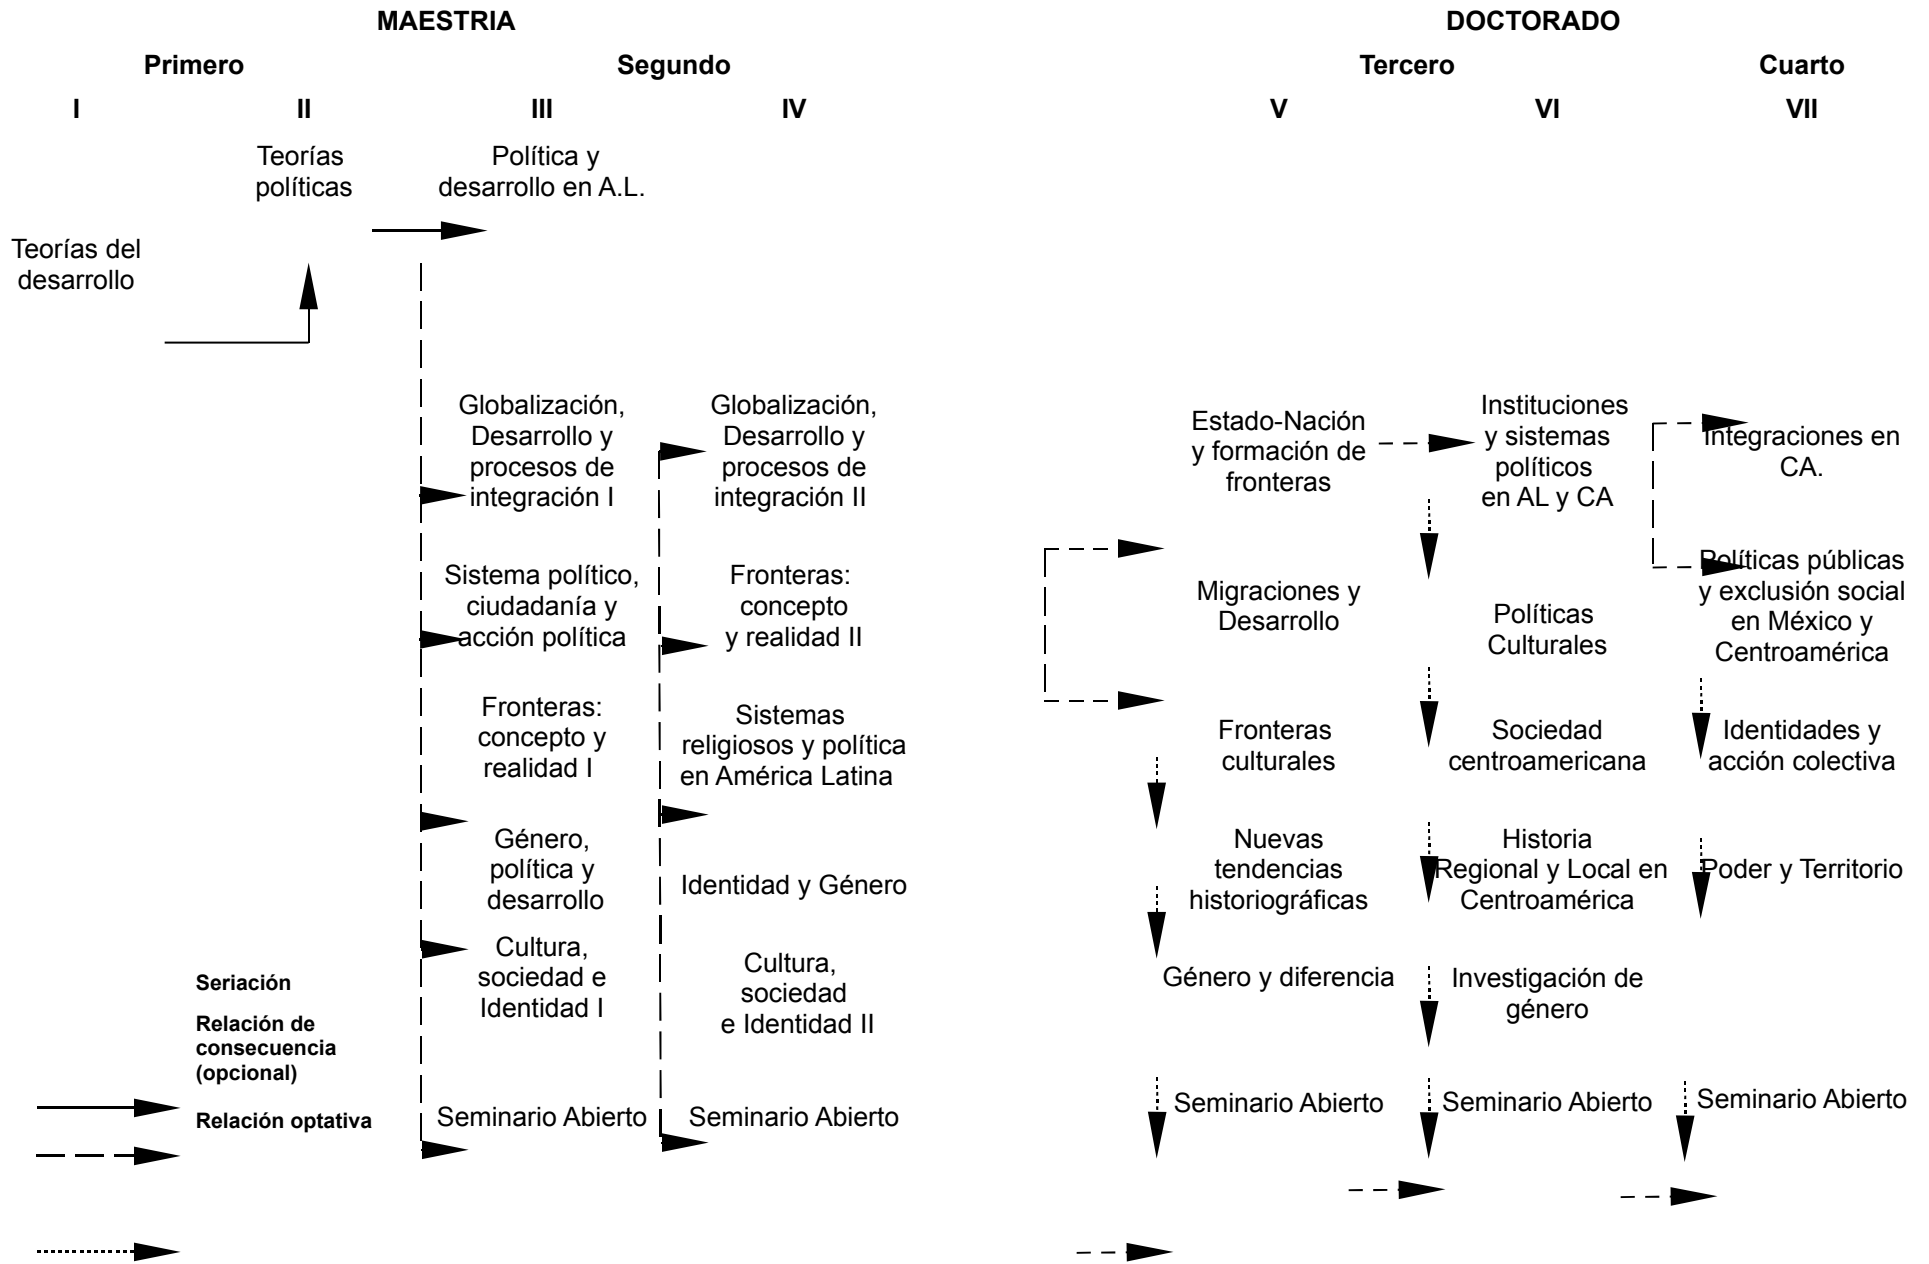 MAESTRIA
DOCTORADO
Primero
Segundo
Tercero
Cuarto
I
II
III
IV
V
VI
VII
Teorías
políticas
Política y
desarrollo en A.L.
Teorías del
desarrollo
Globalización,
Desarrollo y
procesos de
integración I
Globalización,
Desarrollo y
procesos de
integración II
Estado-Nación
y formación de
fronteras
Instituciones
y sistemas
políticos
en AL y CA
Integraciones en
CA.
Sistema político,
ciudadanía y
acción política
Fronteras:
concepto
y realidad II
Migraciones y
Desarrollo
Políticas
Culturales
Políticas públicas
y exclusión social
en México y
Centroamérica
Fronteras:
concepto y
realidad I
Sistemas
religiosos y política
en América Latina
Fronteras
culturales
Sociedad
centroamericana
Identidades y
acción colectiva
Género,
política y
desarrollo
Identidad y Género
Nuevas
tendencias
historiográficas
Historia
Regional y Local en
Centroamérica
Poder y Territorio
Cultura,
sociedad e
Identidad I
Cultura,
sociedad
e Identidad II
Género y diferencia
Investigación de
género
Seriación
Relación de
consecuencia
(opcional)
Relación optativa
Seminario Abierto
Seminario Abierto
Seminario Abierto
Seminario Abierto
Seminario Abierto